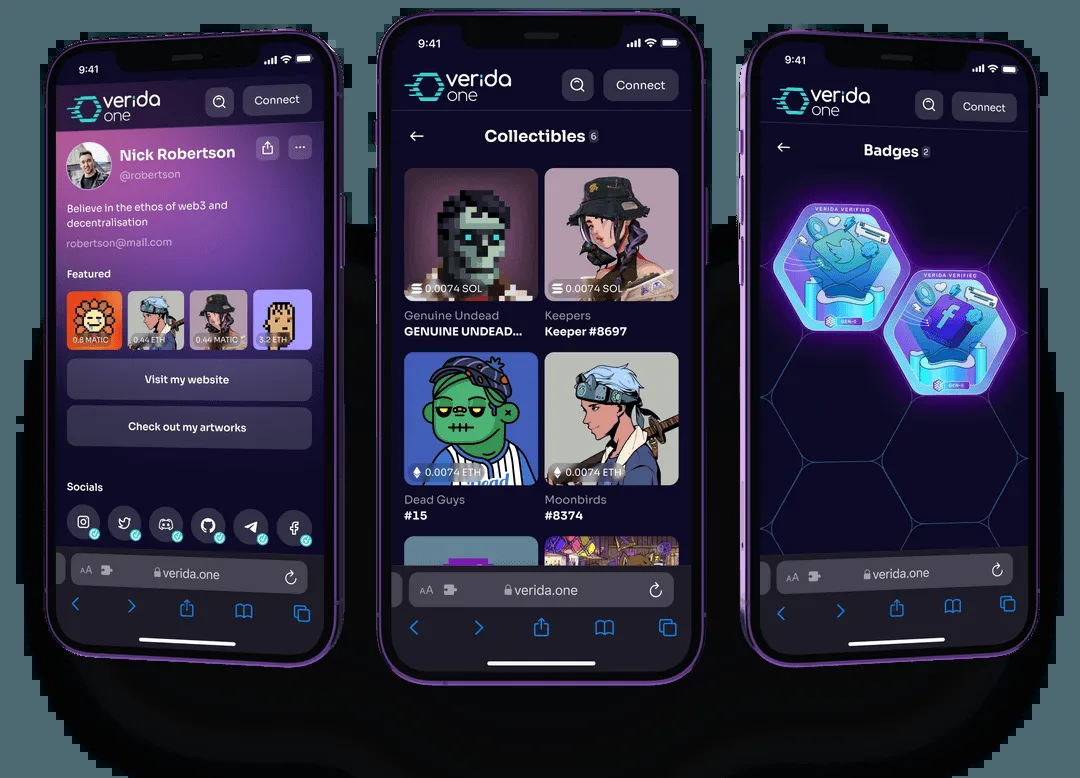 9:41
verida
one
Connect
Nick Robertson
@robertson
Believe in the ethos of web3 and
decentralisation
robertson@mail.com
Featured
0.8 MATIC
0.44 ETH
0.44 MATIC
3.2 ETH
Visit my website
Check out my artworks
Socials
AA
verida.one
9:41
verida
one
Connect
Collectibles 6
0.0074 SOL
0.0074 SOL
Genuine Undead
GENUINE UNDEAD...
Keepers
Keeper #8697
0.0074 ETH
0.0074 ETH
Dead Guys
#15
Moonbirds
#8374
AA
verida.one
9:41
verida
one
Connect
Badges 2
VERIDA VERIFIED
GEN-0
VERIDA VERIFIED
GEN-0
AA
verida.one